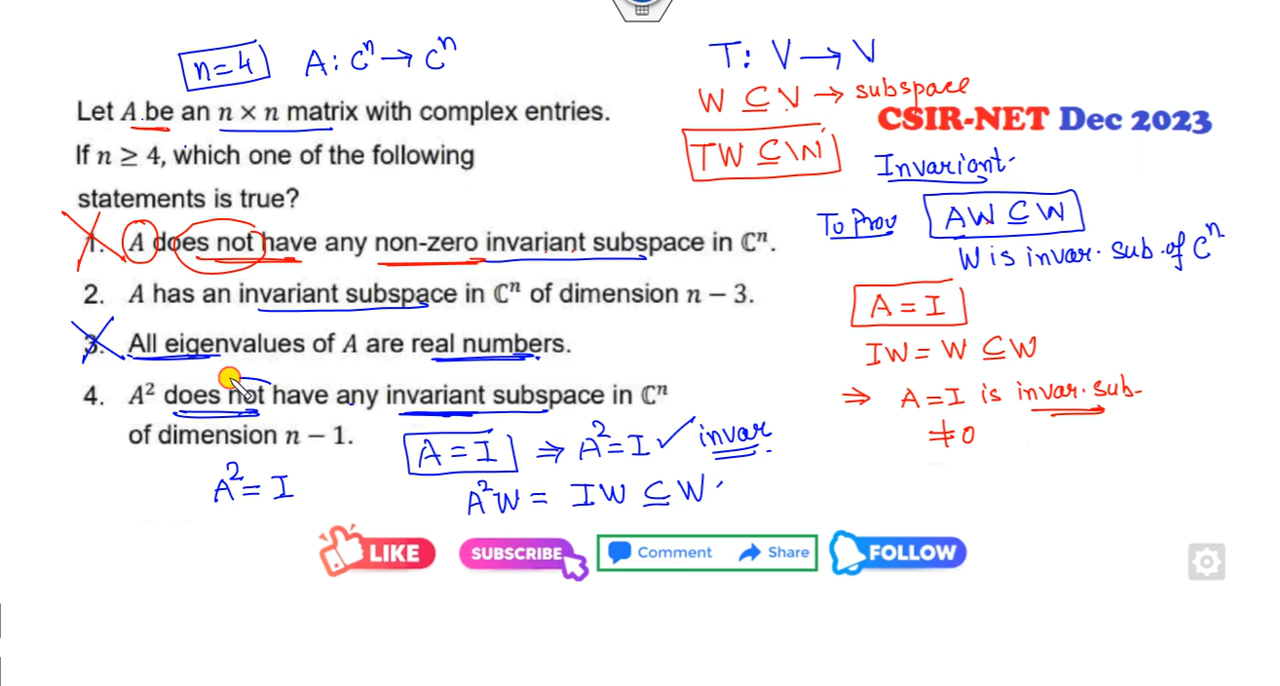 n=4 A: Cⁿ → Cⁿ
T: V → V
W ⊆ V → subspace
TW ⊆ W
CSIR-NET Dec 2023
Let A be an n × n matrix with complex entries.
If n ≥ 4, which one of the following
statements is true?
1. A does not have any non-zero invariant subspace in ℂⁿ.
2. A has an invariant subspace in ℂⁿ of dimension n − 3.
3. All eigenvalues of A are real numbers.
4. A² does not have any invariant subspace in ℂⁿ
of dimension n − 1.
Invariant-
To Prov AW ⊆ W
W is invar. sub. of Cⁿ
A = I
IW = W ⊆ W
⇒ A = I is invar. sub-
≠0
A = I ⇒ A² = I ✓ invar
A² = I
A²W = IW ⊆ W.
LIKE
SUBSCRIBE
Comment
Share
FOLLOW